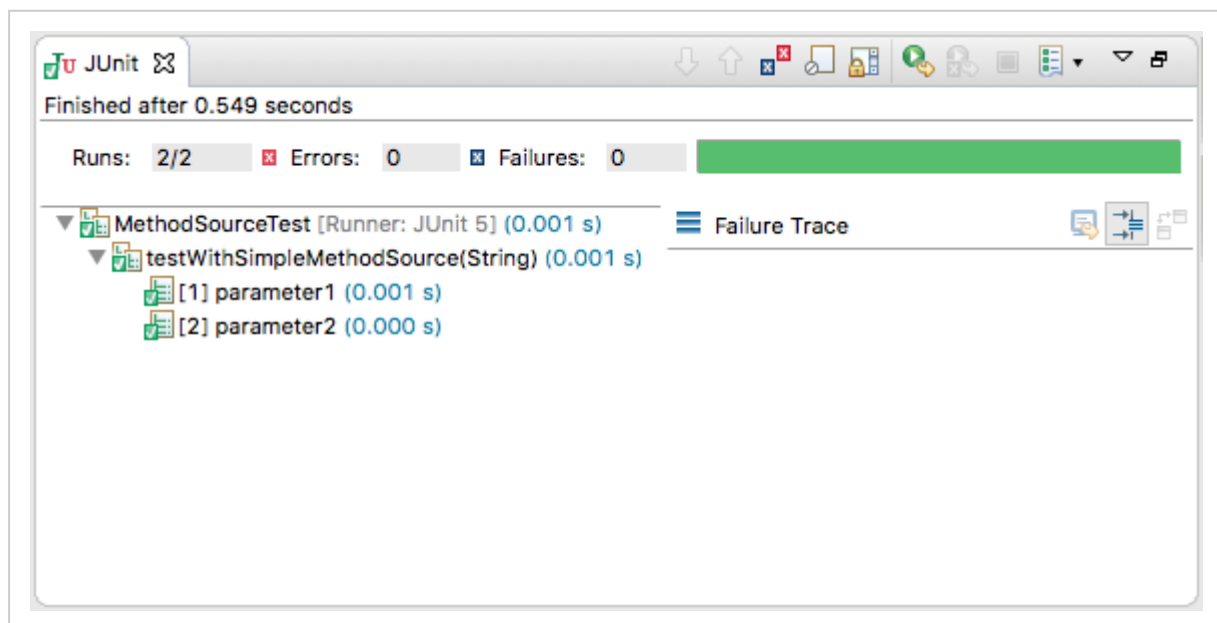 JUnit
Finished after 0.549 seconds
Runs: 2/2 Errors: 0 Failures: 0
MethodSourceTest [Runner: JUnit 5] (0.001 s)
Failure Trace
testWithSimpleMethodSource(String) (0.001 s)
[1] parameter1 (0.001 s)
[2] parameter2 (0.000 s)